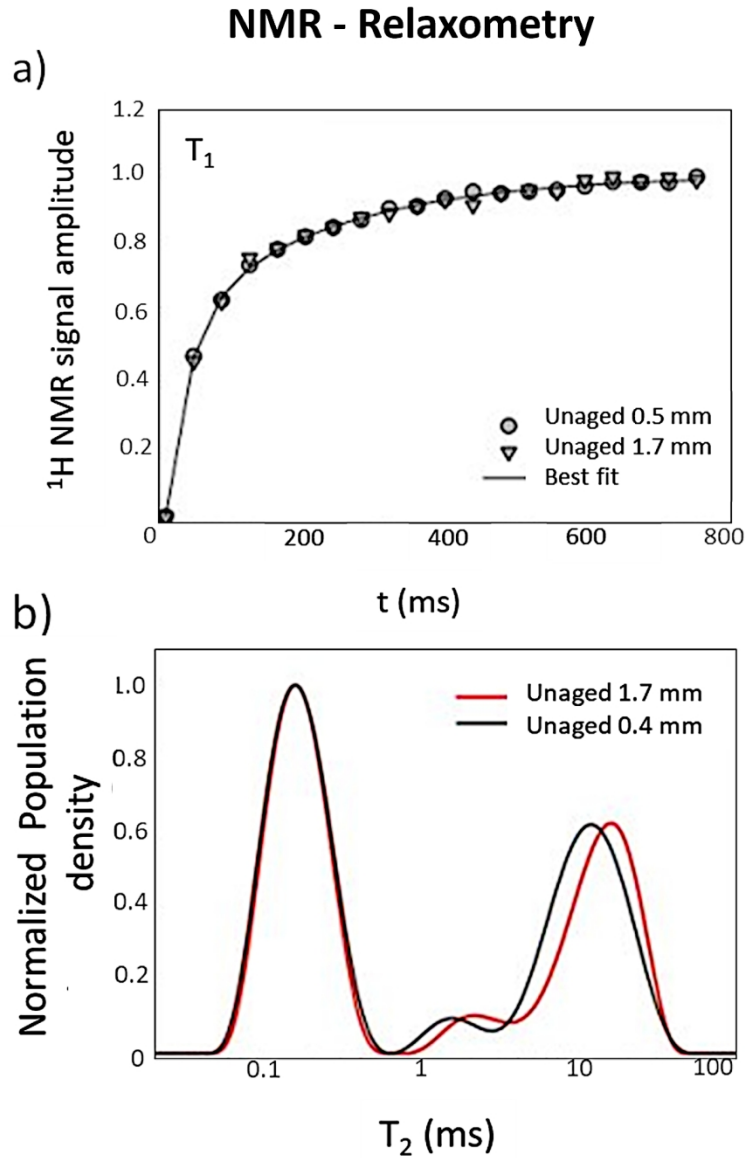 NMR - Relaxometry
a)
1.2
T₁
1.0
0.8
0.6
0.4
0.2
0
200
400
600
800
¹H NMR signal amplitude
Unaged 0.5 mm
Unaged 1.7 mm
Best fit
t (ms)
b)
1.0
0.8
0.6
0.4
0.2
0
Normalized Population
density
Unaged 1.7 mm
Unaged 0.4 mm
0.1
1
10
100
T₂ (ms)